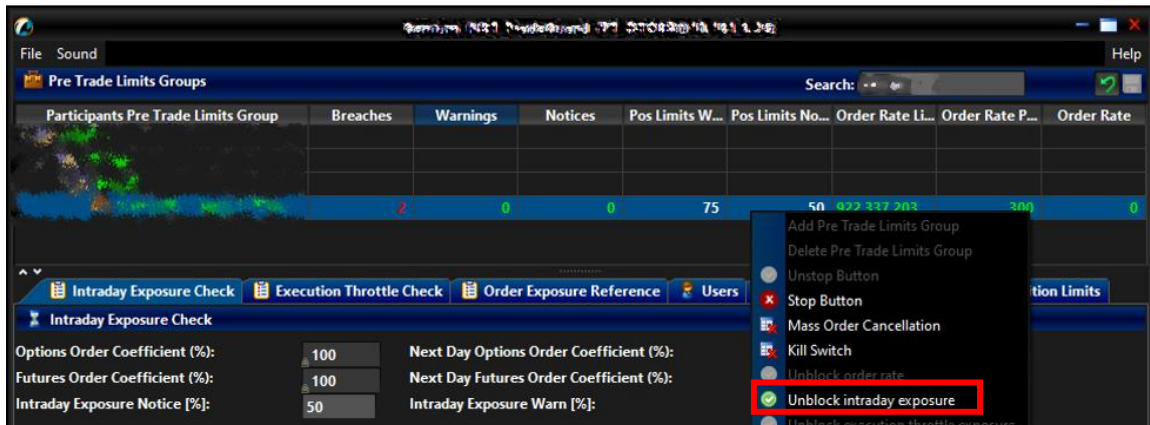 File Sound Help
Pre Trade Limits Groups Search:
Participants Pre Trade Limits Group Breaches Warnings Notices Pos Limits W... Pos Limits No... Order Rate Li... Order Rate P... Order Rate
2 0 0 75 50 922 337 203 300 0
Add Pre Trade Limits Group
Delete Pre Trade Limits Group
Unstop Button
Intraday Exposure Check Execution Throttle Check Order Exposure Reference Users ition Limits
Stop Button
Intraday Exposure Check
Mass Order Cancellation
Options Order Coefficient (%): 100 Next Day Options Order Coefficient (%):
Kill Switch
Futures Order Coefficient (%): 100 Next Day Futures Order Coefficient (%):
Unblock order rate
Intraday Exposure Notice [%]: 50 Intraday Exposure Warn [%]:
Unblock intraday exposure
Unblock execution throttle exposure